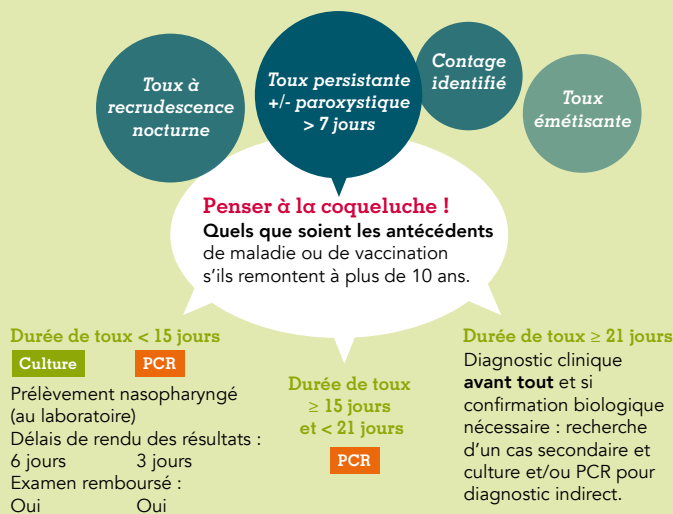 Toux à
recrudescence
nocturne
Toux persistante
+/- paroxystique
> 7 jours
Contage
identifié
Toux
émétisante
Penser à la coqueluche !
Quels que soient les antécédents
de maladie ou de vaccination
s’ils remontent à plus de 10 ans.
Durée de toux < 15 jours
Culture PCR
Prélèvement nasopharyngé
(au laboratoire)
Délais de rendu des résultats :
6 jours 3 jours
Examen remboursé :
Oui Oui
Durée de toux
≥ 15 jours
et < 21 jours
PCR
Durée de toux ≥ 21 jours
Diagnostic clinique
avant tout et si
confirmation biologique
nécessaire : recherche
d’un cas secondaire et
culture et/ou PCR pour
diagnostic indirect.